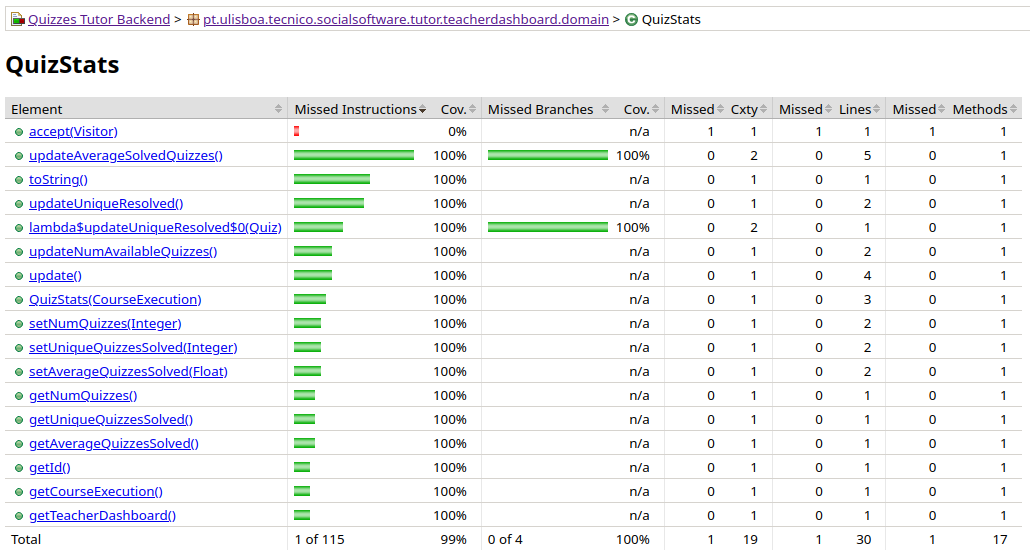 Quizzes Tutor Backend > pt.ulisboa.tecnico.socialsoftware.tutor.teacherdashboard.domain > QuizStats
QuizStats
Element Missed Instructions Cov. Missed Branches Cov. Missed Cxty Missed Lines Missed Methods
accept(Visitor) 0% n/a 1 1 1 1 1 1
updateAverageSolvedQuizzes() 100% 100% 0 2 0 5 0 1
toString() 100% n/a 0 1 0 1 0 1
updateUniqueResolved() 100% n/a 0 1 0 2 0 1
lambda$updateUniqueResolved$0(Quiz) 100% 100% 0 2 0 1 0 1
updateNumAvailableQuizzes() 100% n/a 0 1 0 2 0 1
update() 100% n/a 0 1 0 4 0 1
QuizStats(CourseExecution) 100% n/a 0 1 0 3 0 1
setNumQuizzes(Integer) 100% n/a 0 1 0 2 0 1
setUniqueQuizzesSolved(Integer) 100% n/a 0 1 0 2 0 1
setAverageQuizzesSolved(Float) 100% n/a 0 1 0 2 0 1
getNumQuizzes() 100% n/a 0 1 0 1 0 1
getUniqueQuizzesSolved() 100% n/a 0 1 0 1 0 1
getAverageQuizzesSolved() 100% n/a 0 1 0 1 0 1
getId() 100% n/a 0 1 0 1 0 1
getCourseExecution() 100% n/a 0 1 0 1 0 1
getTeacherDashboard() 100% n/a 0 1 0 1 0 1
Total 1 of 115 99% 0 of 4 100% 1 19 1 30 1 17